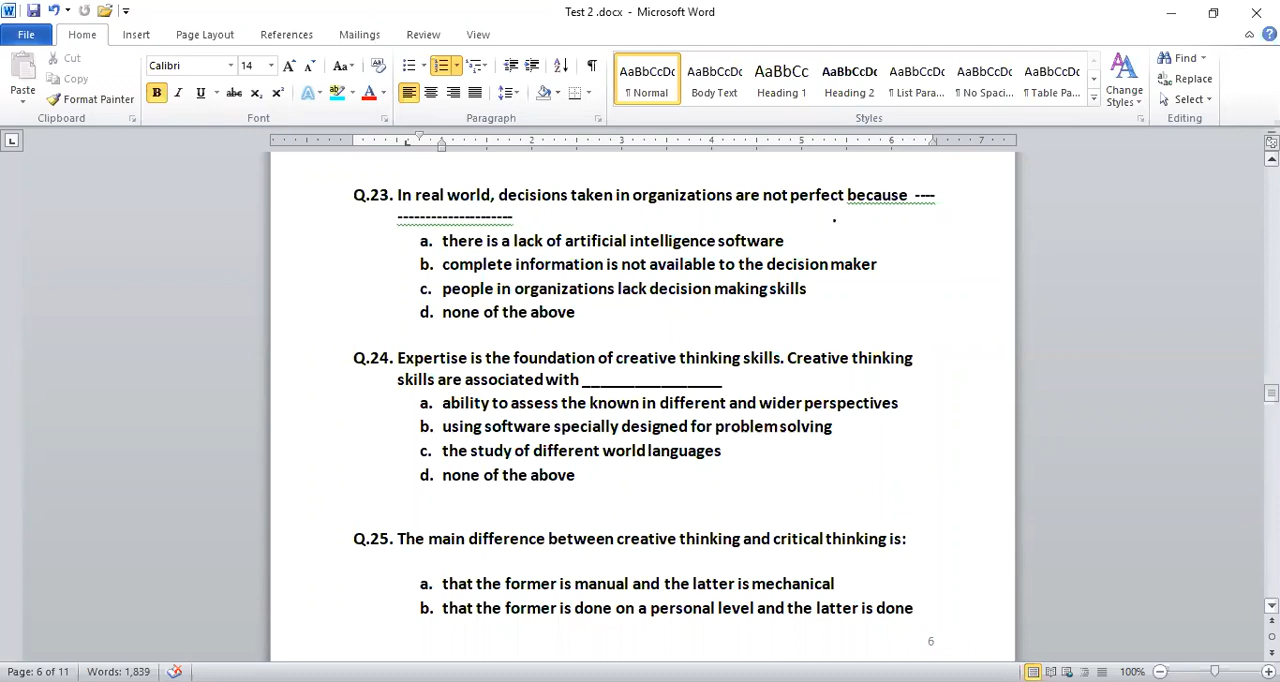 Test 2 .docx - Microsoft Word
File Home Insert Page Layout References Mailings Review View
Paste
Cut
Copy
Format Painter
Clipboard
Calibri 14
Font
Paragraph
AaBbCcDc AaBbCcDc AaBbCc AaBbCcDc AaBbCcDc AaBbCcDc AaBbCcDc
¶ Normal Body Text Heading 1 Heading 2 ¶ List Para... ¶ No Spaci... ¶ Table Pa...
Change Styles
Styles
Find
Replace
Select
Editing
2 3 4 5 6 7
Q.23. In real world, decisions taken in organizations are not perfect because ----
---------------------
a. there is a lack of artificial intelligence software
b. complete information is not available to the decision maker
c. people in organizations lack decision making skills
d. none of the above
Q.24. Expertise is the foundation of creative thinking skills. Creative thinking
skills are associated with ________________
a. ability to assess the known in different and wider perspectives
b. using software specially designed for problem solving
c. the study of different world languages
d. none of the above
Q.25. The main difference between creative thinking and critical thinking is:
a. that the former is manual and the latter is mechanical
b. that the former is done on a personal level and the latter is done
6
Page: 6 of 11 Words: 1,839 100%